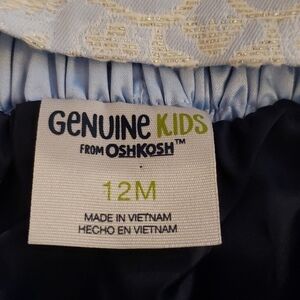 GENUINE KIDS
FROM OSHKOSH™
12M
MADE IN VIETNAM
HECHO EN VIETNAM